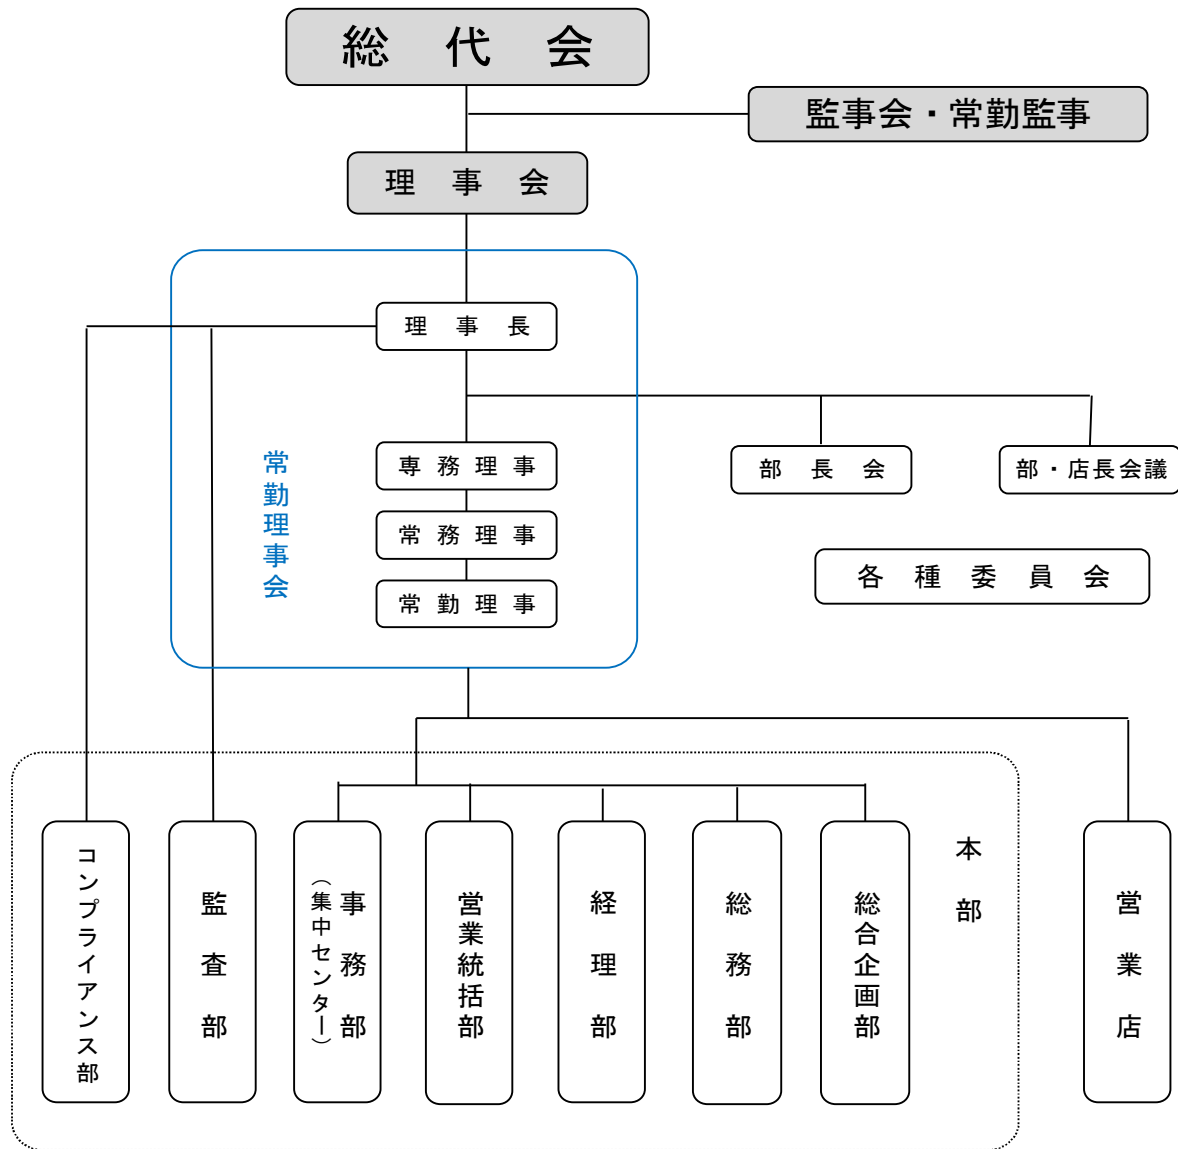 総代会
監事会・常勤監事
理事会
理事長
常勤理事会
専務理事
常務理事
常勤理事
部長会
部・店長会議
各種委員会
コンプライアンス部
監査部
事務部
（集中センター）
営業統括部
経理部
総務部
総合企画部
本部
営業店